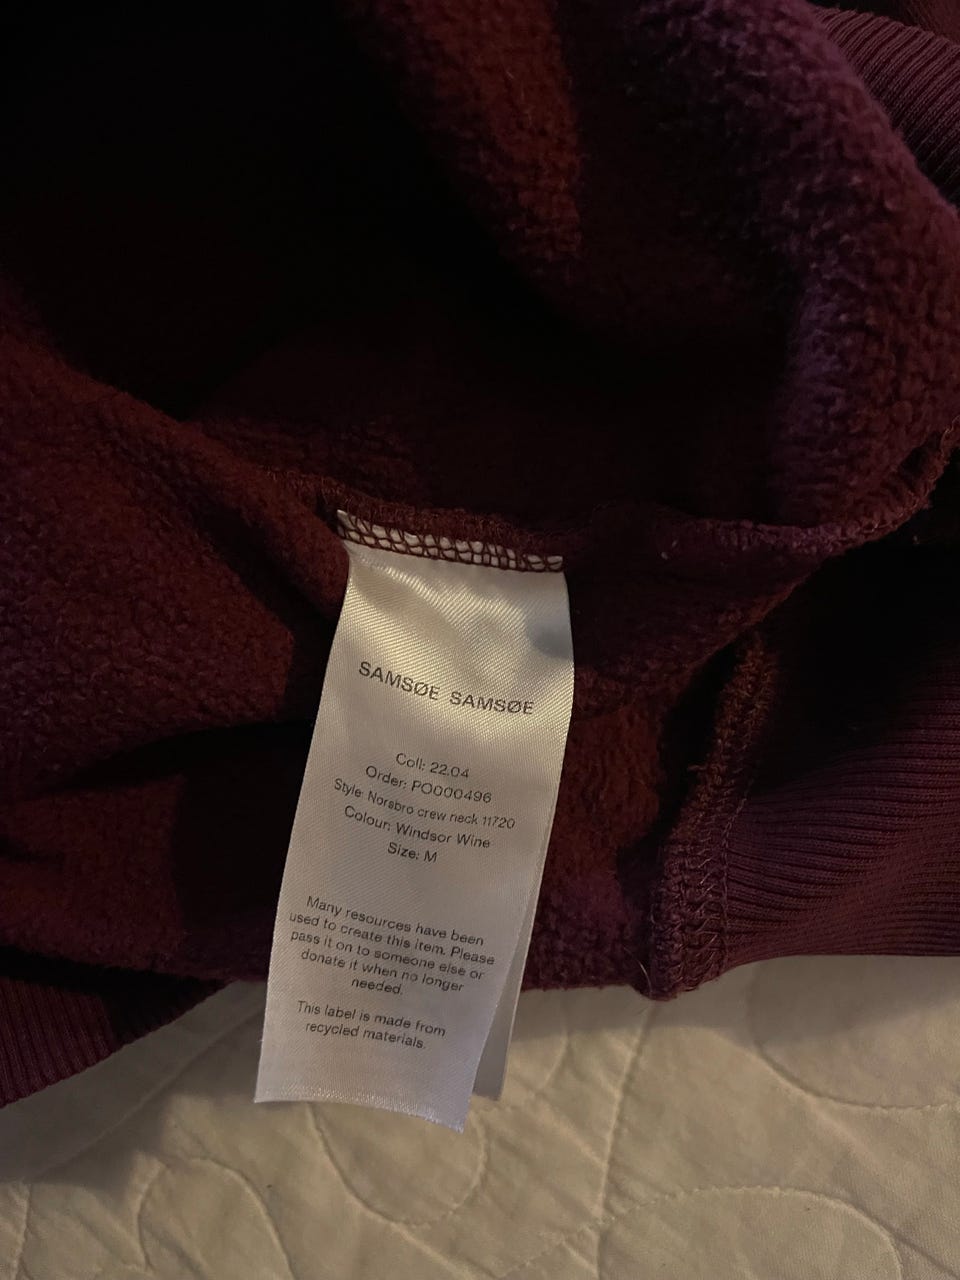 SAMSØE SAMSØE
Coll: 22.04
Order: PO000496
Style: Norsbro crew neck 11720
Colour: Windsor Wine
Size: M
Many resources have been
used to create this item. Please
pass it on to someone else or
donate it when no longer
needed.
This label is made from
recycled materials.